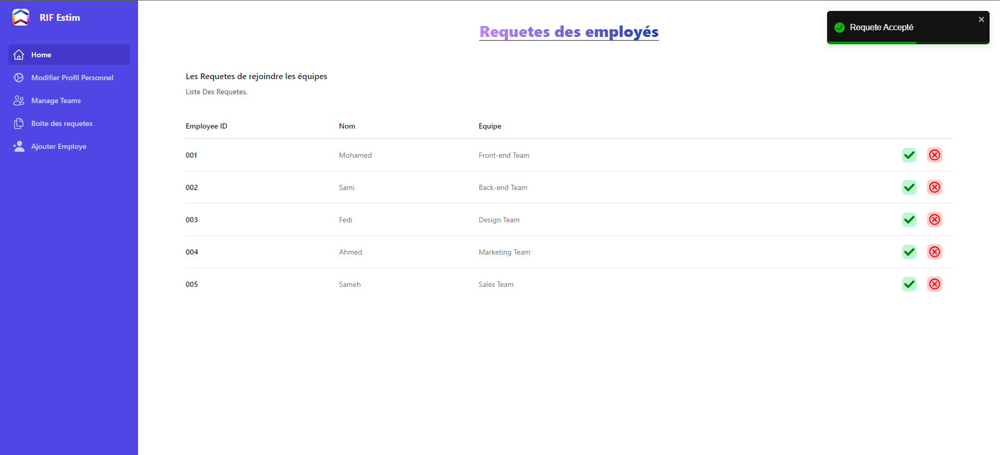 RIF Estim
Home
Modifier Profil Personnel
Manage Teams
Boite des requetes
Ajouter Employe
Requetes des employés
Requete Accepté
Les Requetes de rejoindre les équipes
Liste Des Requetes.
Employee ID Nom Equipe
001 Mohamed Front-end Team
002 Sami Back-end Team
003 Fedi Design Team
004 Ahmed Marketing Team
005 Sameh Sales Team